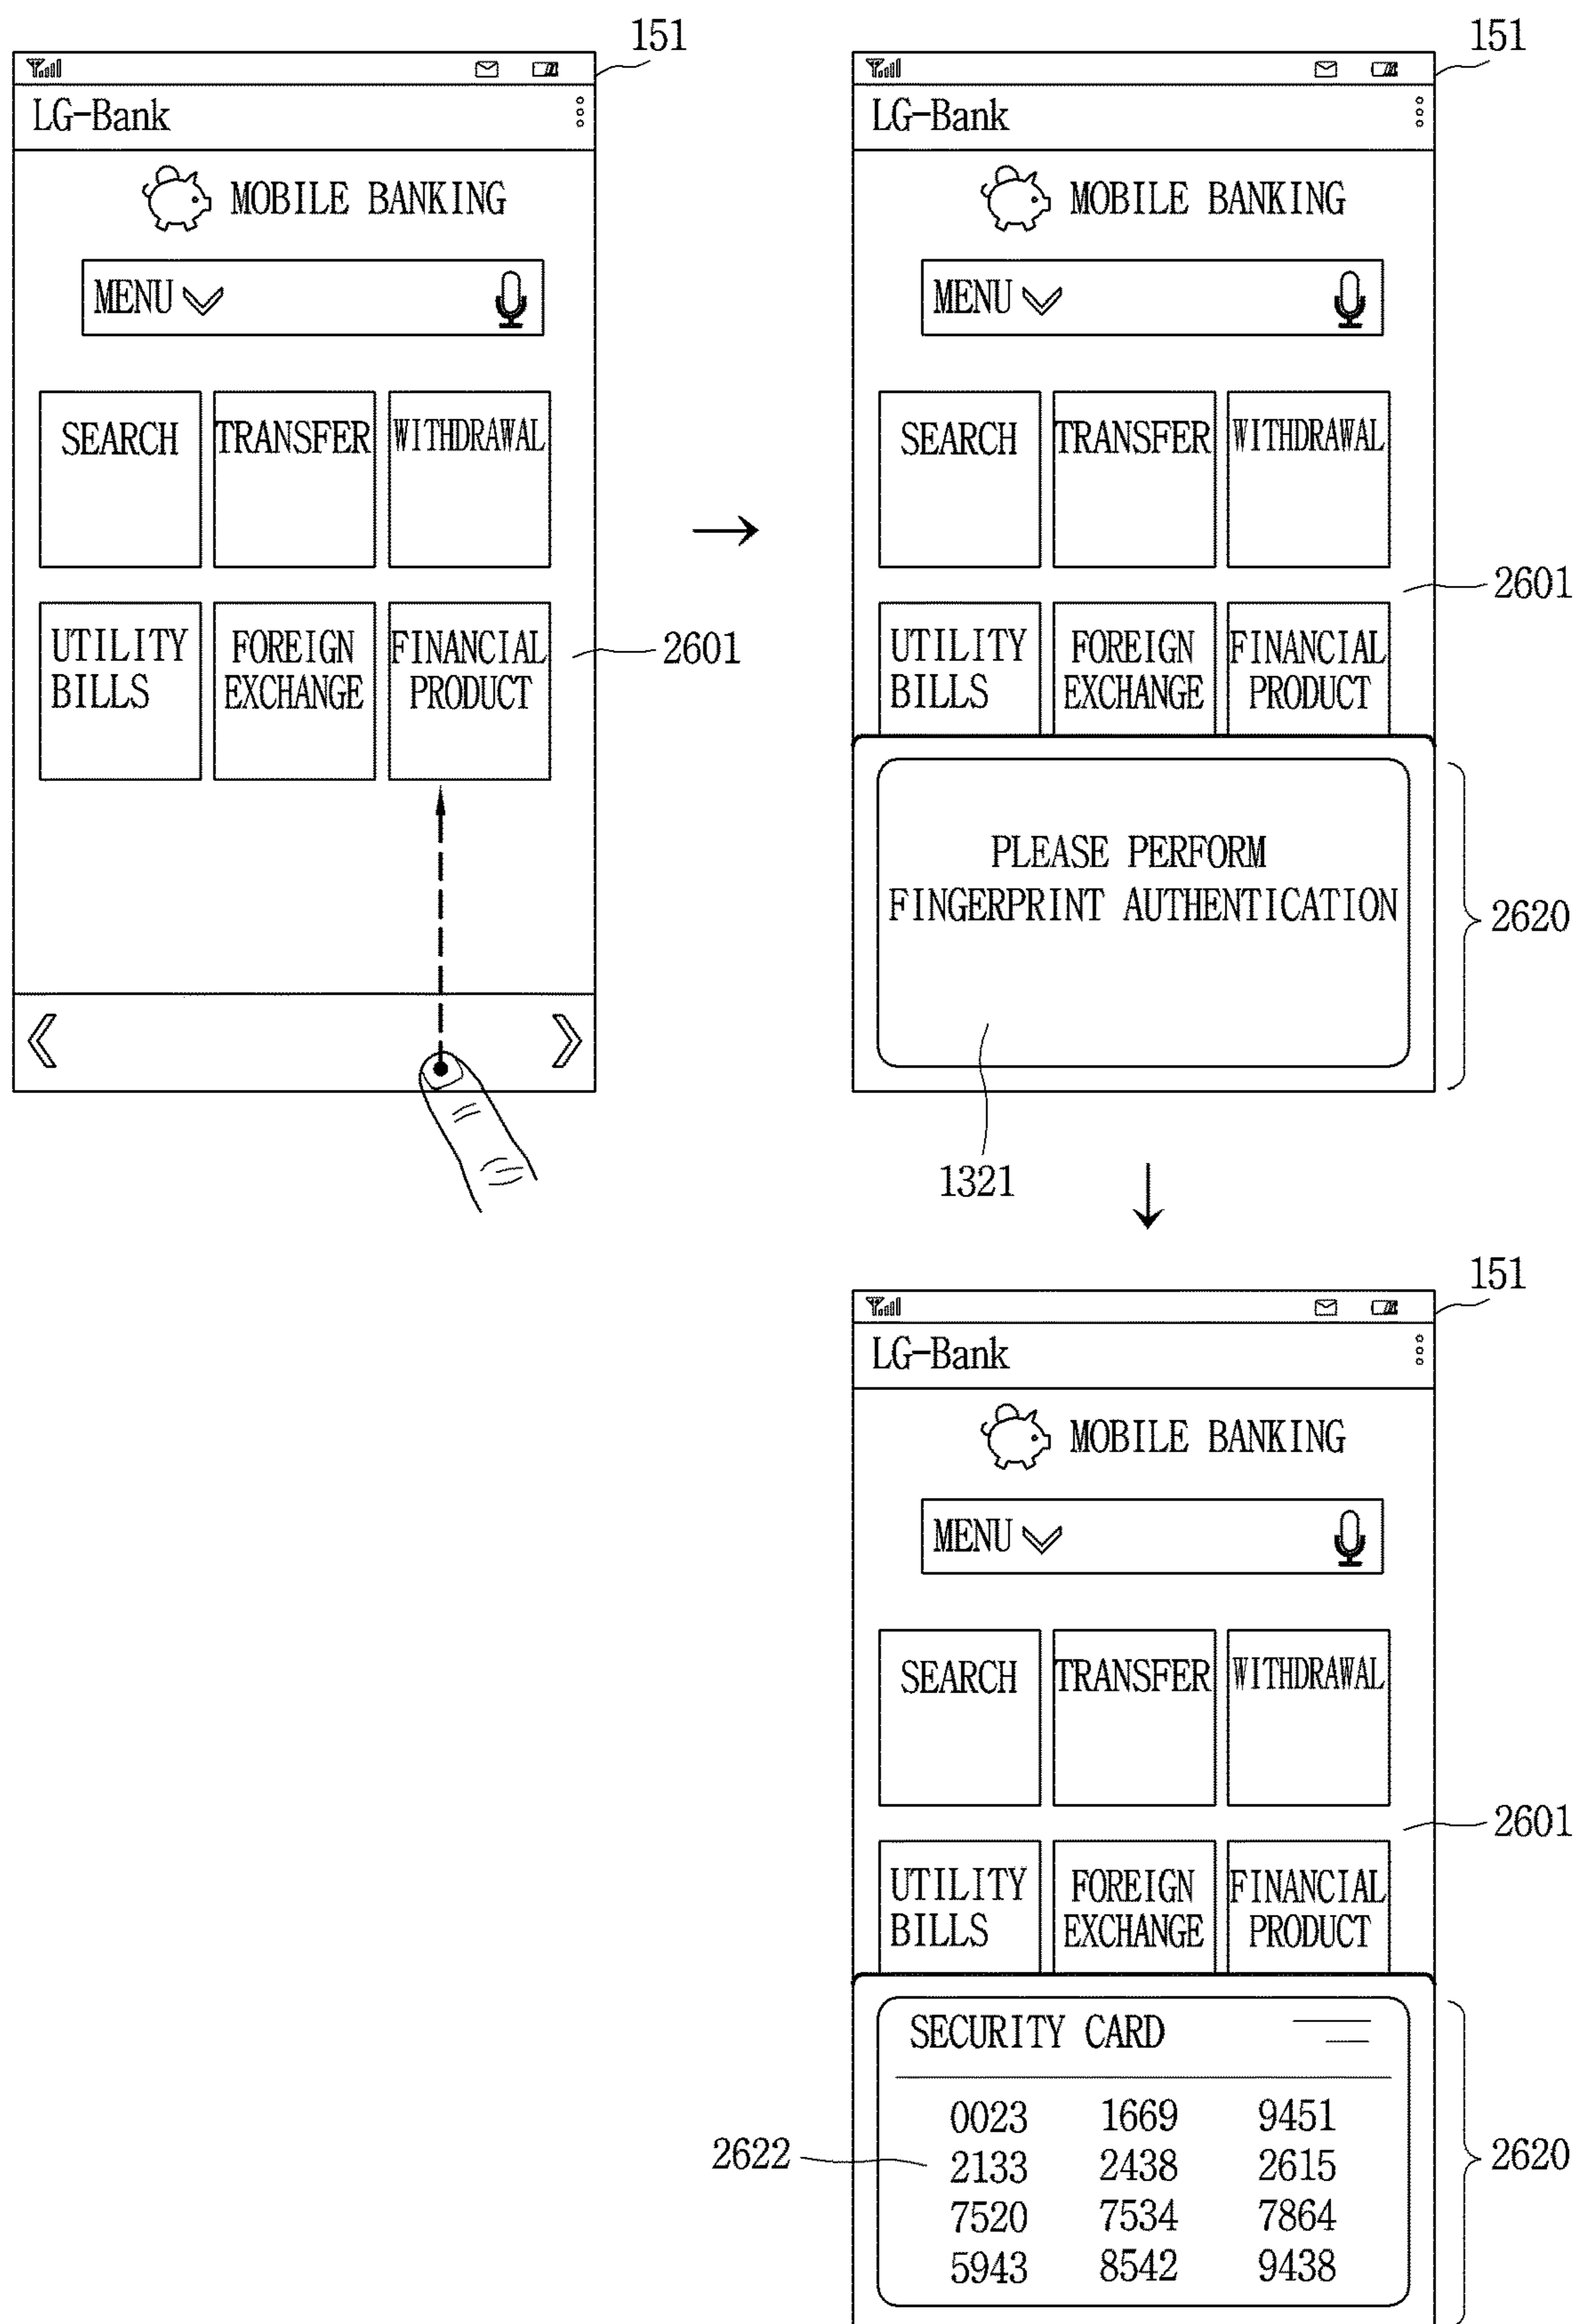 151
LG-Bank
MOBILE BANKING
MENU
SEARCH TRANSFER WITHDRAWAL
UTILITY BILLS
FOREIGN EXCHANGE
FINANCIAL PRODUCT
2601
151
LG-Bank
MOBILE BANKING
MENU
SEARCH TRANSFER WITHDRAWAL
2601
UTILITY BILLS
FOREIGN EXCHANGE
FINANCIAL PRODUCT
PLEASE PERFORM
FINGERPRINT AUTHENTICATION
2620
1321
151
LG-Bank
MOBILE BANKING
MENU
SEARCH TRANSFER WITHDRAWAL
2601
UTILITY BILLS
FOREIGN EXCHANGE
FINANCIAL PRODUCT
SECURITY CARD
0023 1669 9451
2133 2438 2615
7520 7534 7864
5943 8542 9438
2622
2620